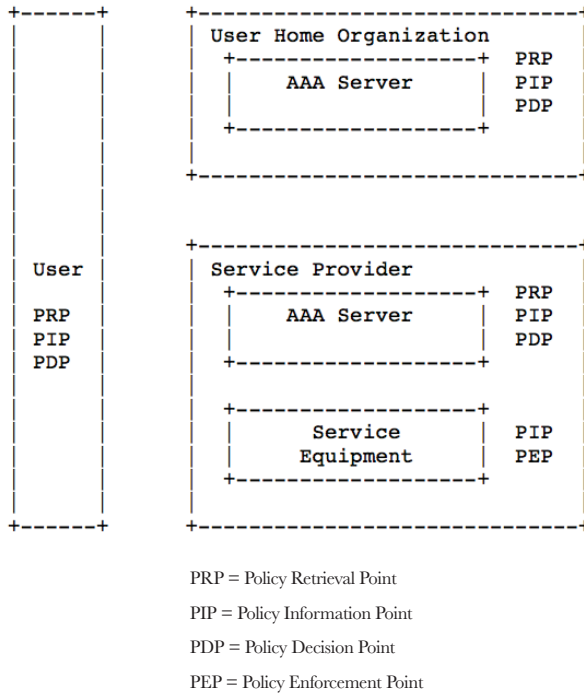 User Home Organization
PRP
AAA Server
PIP
PDP
User
PRP
PIP
PDP
Service Provider
PRP
AAA Server
PIP
PDP
Service
Equipment
PIP
PEP
PRP = Policy Retrieval Point
PIP = Policy Information Point
PDP = Policy Decision Point
PEP = Policy Enforcement Point